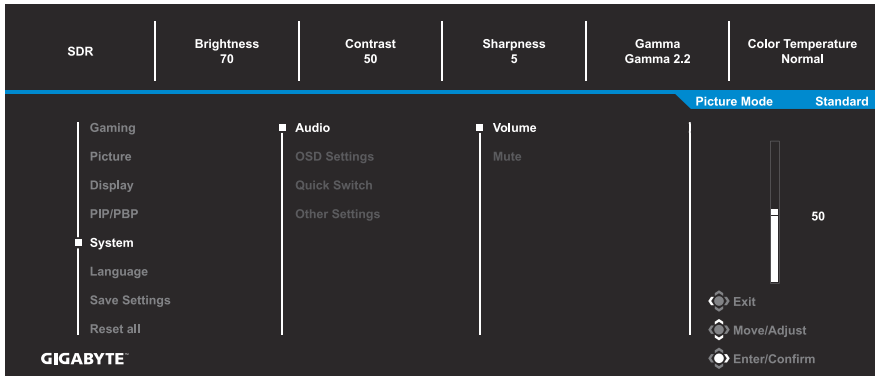 SDR
Brightness
70
Contrast
50
Sharpness
5
Gamma
Gamma 2.2
Color Temperature
Normal
Picture Mode Standard
Gaming
Picture
Display
PIP/PBP
System
Language
Save Settings
Reset all
Audio
OSD Settings
Quick Switch
Other Settings
Volume
Mute
50
Exit
Move/Adjust
Enter/Confirm
GIGABYTE™